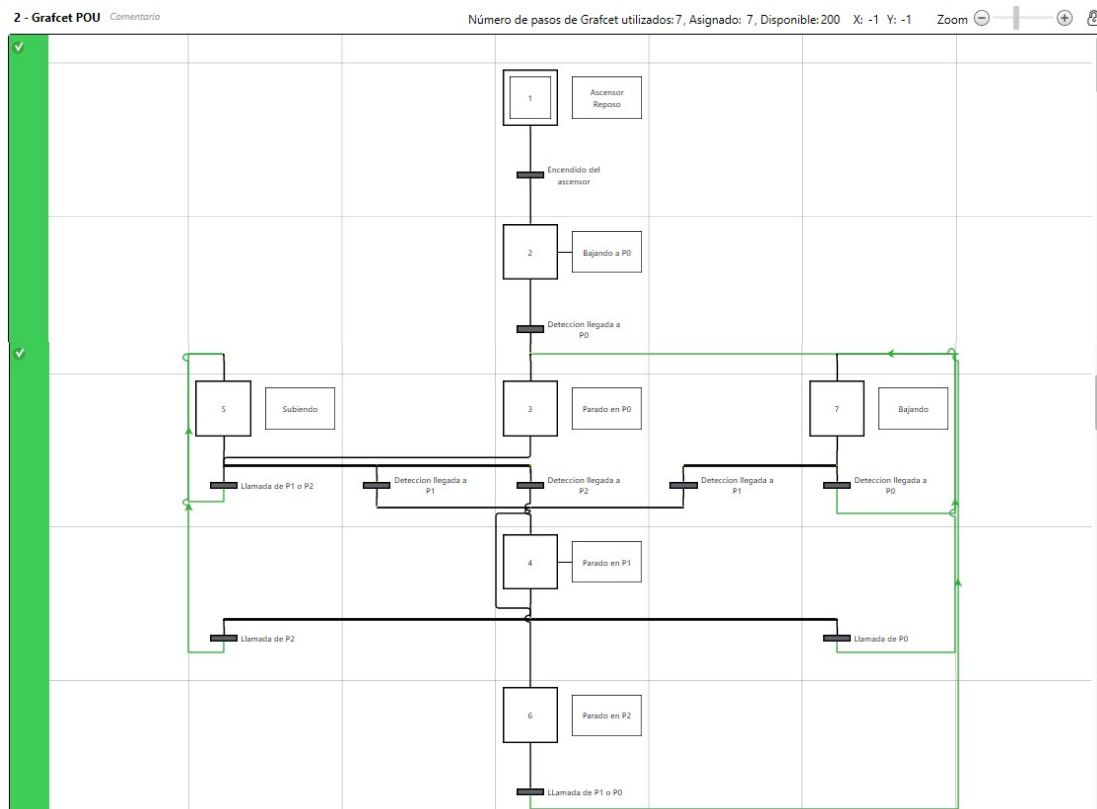 2 - Grafcet POU Comentario Número de pasos de Grafcet utilizados: 7, Asignado: 7, Disponible: 200 X: -1 Y: -1 Zoom
1
Ascensor
Reposo
Encendido del
ascensor
2
Bajando a P0
Deteccion llegada a
P0
5
Subiendo
3
Parado en P0
7
Bajando
Llamada de P1 o P2
Deteccion llegada a
P1
Deteccion llegada a
P2
Deteccion llegada a
P1
Deteccion llegada a
P0
4
Parado en P1
Llamada de P2
Llamada de P0
6
Parado en P2
LLamada de P1 o P0